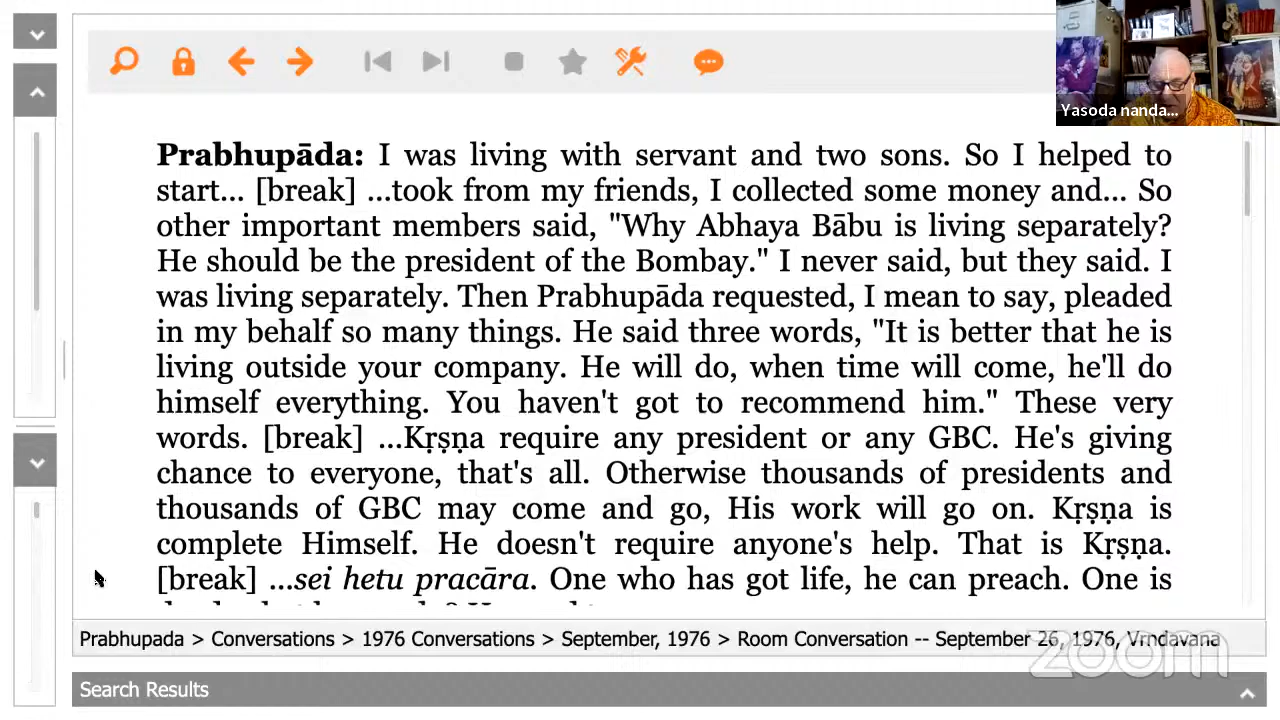 Yasoda nanda...
Prabhupāda: I was living with servant and two sons. So I helped to
start... [break] ...took from my friends, I collected some money and... So
other important members said, "Why Abhaya Bābu is living separately?
He should be the president of the Bombay." I never said, but they said. I
was living separately. Then Prabhupāda requested, I mean to say, pleaded
in my behalf so many things. He said three words, "It is better that he is
living outside your company. He will do, when time will come, he'll do
himself everything. You haven't got to recommend him." These very
words. [break] ...Kṛṣṇa require any president or any GBC. He's giving
chance to everyone, that's all. Otherwise thousands of presidents and
thousands of GBC may come and go, His work will go on. Kṛṣṇa is
complete Himself. He doesn't require anyone's help. That is Kṛṣṇa.
[break] ...sei hetu pracāra. One who has got life, he can preach. One is
Prabhupada > Conversations > 1976 Conversations > September, 1976 > Room Conversation -- September 26, 1976, Vrndavana
zoom
Search Results